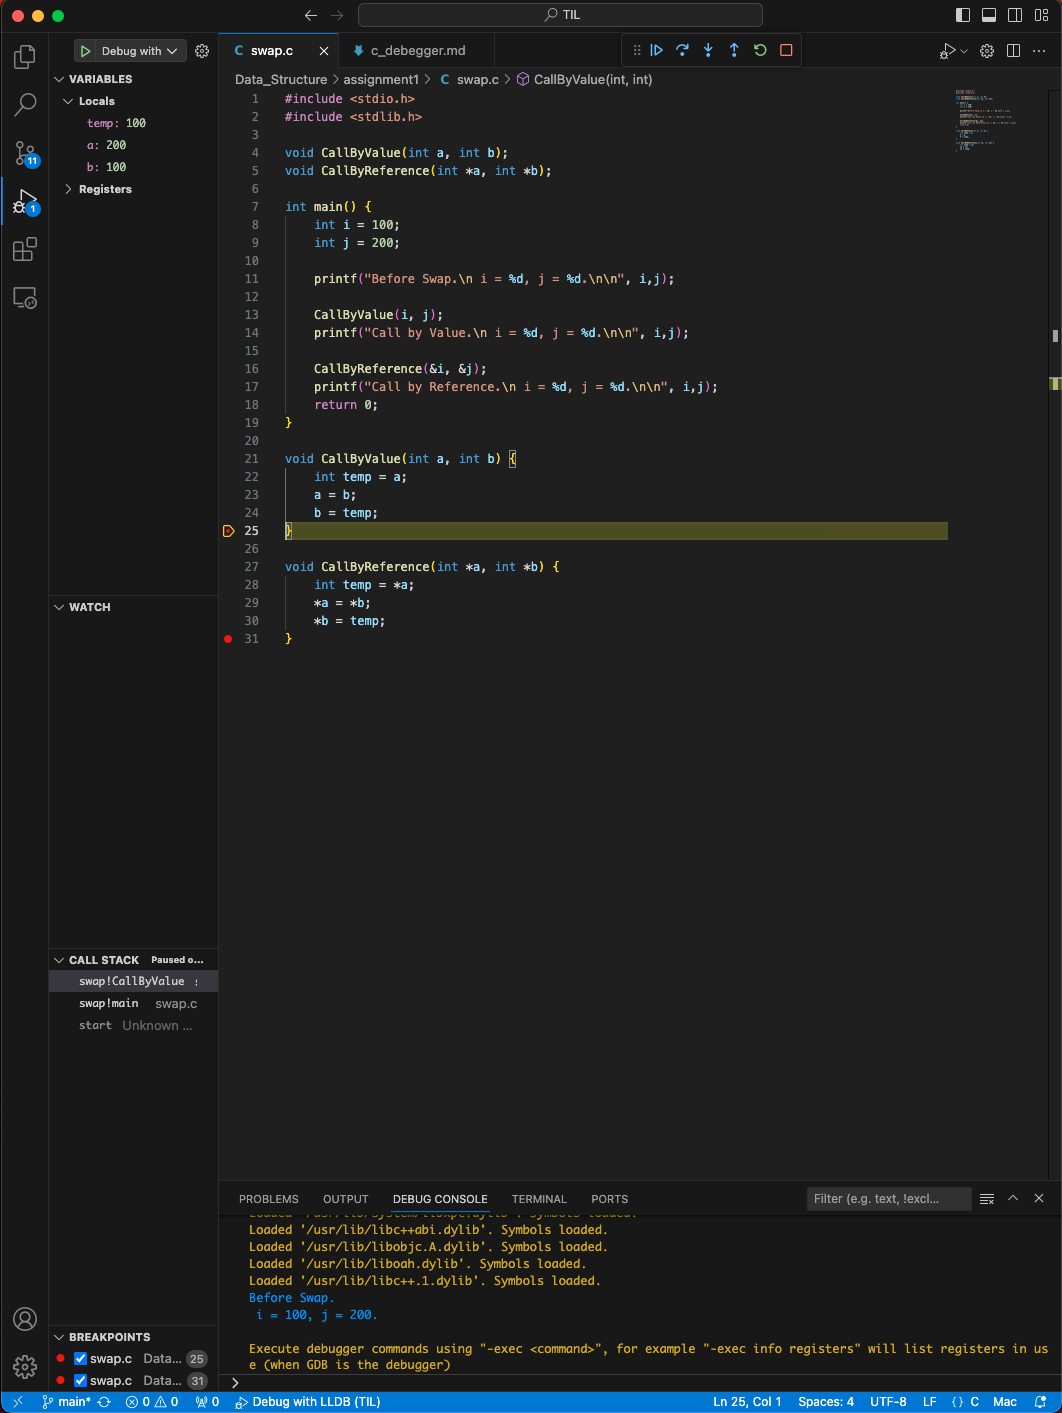 TIL
Debug with
swap.c
c_debegger.md
VARIABLES
Locals
temp: 100
a: 200
b: 100
Registers
11
1
Data_Structure > assignment1 > C swap.c > CallByValue(int, int)
1 #include <stdio.h>
2 #include <stdlib.h>
3
4 void CallByValue(int a, int b);
5 void CallByReference(int *a, int *b);
6
7 int main() {
8 int i = 100;
9 int j = 200;
10
11 printf("Before Swap.\n i = %d, j = %d.\n\n", i,j);
12
13 CallByValue(i, j);
14 printf("Call by Value.\n i = %d, j = %d.\n\n", i,j);
15
16 CallByReference(&i, &j);
17 printf("Call by Reference.\n i = %d, j = %d.\n\n", i,j);
18 return 0;
19 }
20
21 void CallByValue(int a, int b) {
22 int temp = a;
23 a = b;
24 b = temp;
25 }
26
27 void CallByReference(int *a, int *b) {
28 int temp = *a;
29 *a = *b;
30 *b = temp;
31 }
WATCH
CALL STACK Paused o...
swap!CallByValue
swap!main swap.c
start Unknown ...
BREAKPOINTS
swap.c Data... 25
swap.c Data... 31
PROBLEMS OUTPUT DEBUG CONSOLE TERMINAL PORTS
Filter (e.g. text, !excl...
Loaded '/usr/lib/libc++abi.dylib'. Symbols loaded.
Loaded '/usr/lib/libobjc.A.dylib'. Symbols loaded.
Loaded '/usr/lib/liboah.dylib'. Symbols loaded.
Loaded '/usr/lib/libc++.1.dylib'. Symbols loaded.
Before Swap.
i = 100, j = 200.
Execute debugger commands using "-exec <command>", for example "-exec info registers" will list registers in us
e (when GDB is the debugger)
main* 0 0 0 Debug with LLDB (TIL) Ln 25, Col 1 Spaces: 4 UTF-8 LF {} C Mac